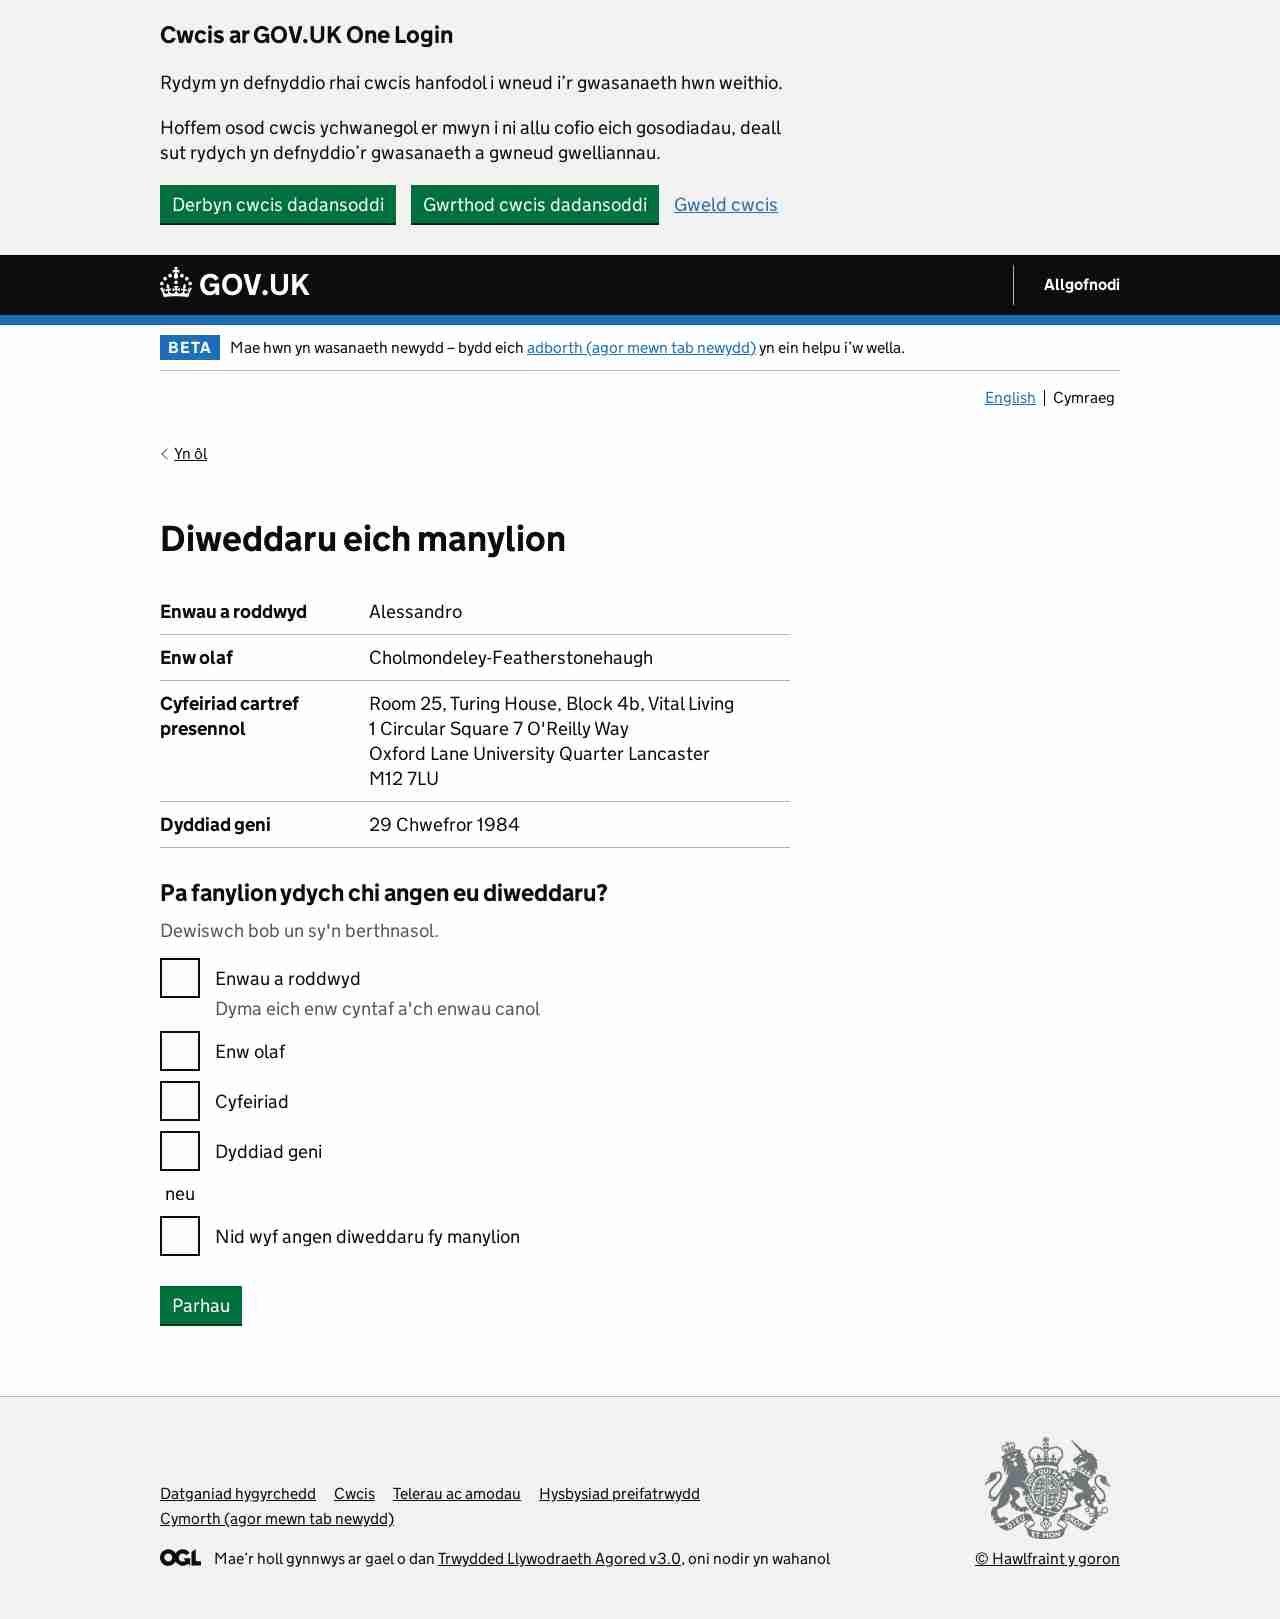 Cwcis ar GOV.UK One Login
Rydym yn defnyddio rhai cwcis hanfodol i wneud i’r gwasanaeth hwn weithio.
Hoffem osod cwcis ychwanegol er mwyn i ni allu cofio eich gosodiadau, deall
sut rydych yn defnyddio’r gwasanaeth a gwneud gwelliannau.
Derbyn cwcis dadansoddi Gwrthod cwcis dadansoddi Gweld cwcis
GOV.UK Allgofnodi
BETA Mae hwn yn wasanaeth newydd – bydd eich adborth (agor mewn tab newydd) yn ein helpu i’w wella.
English Cymraeg
Yn ôl
Diweddaru eich manylion
Enwau a roddwyd Alessandro
Enw olaf Cholmondeley-Featherstonehaugh
Cyfeiriad cartref Room 25, Turing House, Block 4b, Vital Living
presennol 1 Circular Square 7 O'Reilly Way
Oxford Lane University Quarter Lancaster
M12 7LU
Dyddiad geni 29 Chwefror 1984
Pa fanylion ydych chi angen eu diweddaru?
Dewiswch bob un sy'n berthnasol.
Enwau a roddwyd
Dyma eich enw cyntaf a'ch enwau canol
Enw olaf
Cyfeiriad
Dyddiad geni
neu
Nid wyf angen diweddaru fy manylion
Parhau
Datganiad hygyrchedd Cwcis Telerau ac amodau Hysbysiad preifatrwydd
Cymorth (agor mewn tab newydd)
OGL Mae’r holl gynnwys ar gael o dan Trwydded Llywodraeth Agored v3.0, oni nodir yn wahanol
© Hawlfraint y goron